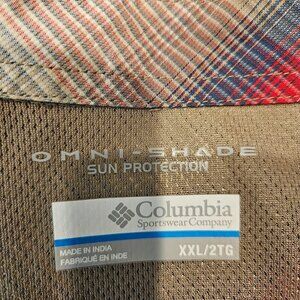 OMNI-SHADE
SUN PROTECTION
Columbia
Sportswear Company
MADE IN INDIA
FABRIQUÉ EN INDE
XXL/2TG